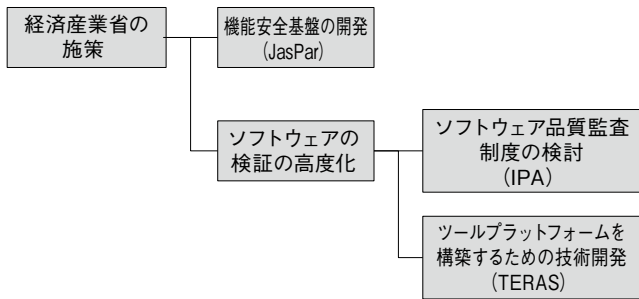 経済産業省の
施策
機能安全基盤の開発
(JasPar)
ソフトウェアの
検証の高度化
ソフトウェア品質監査
制度の検討
(IPA)
ツールプラットフォームを
構築するための技術開発
(TERAS)